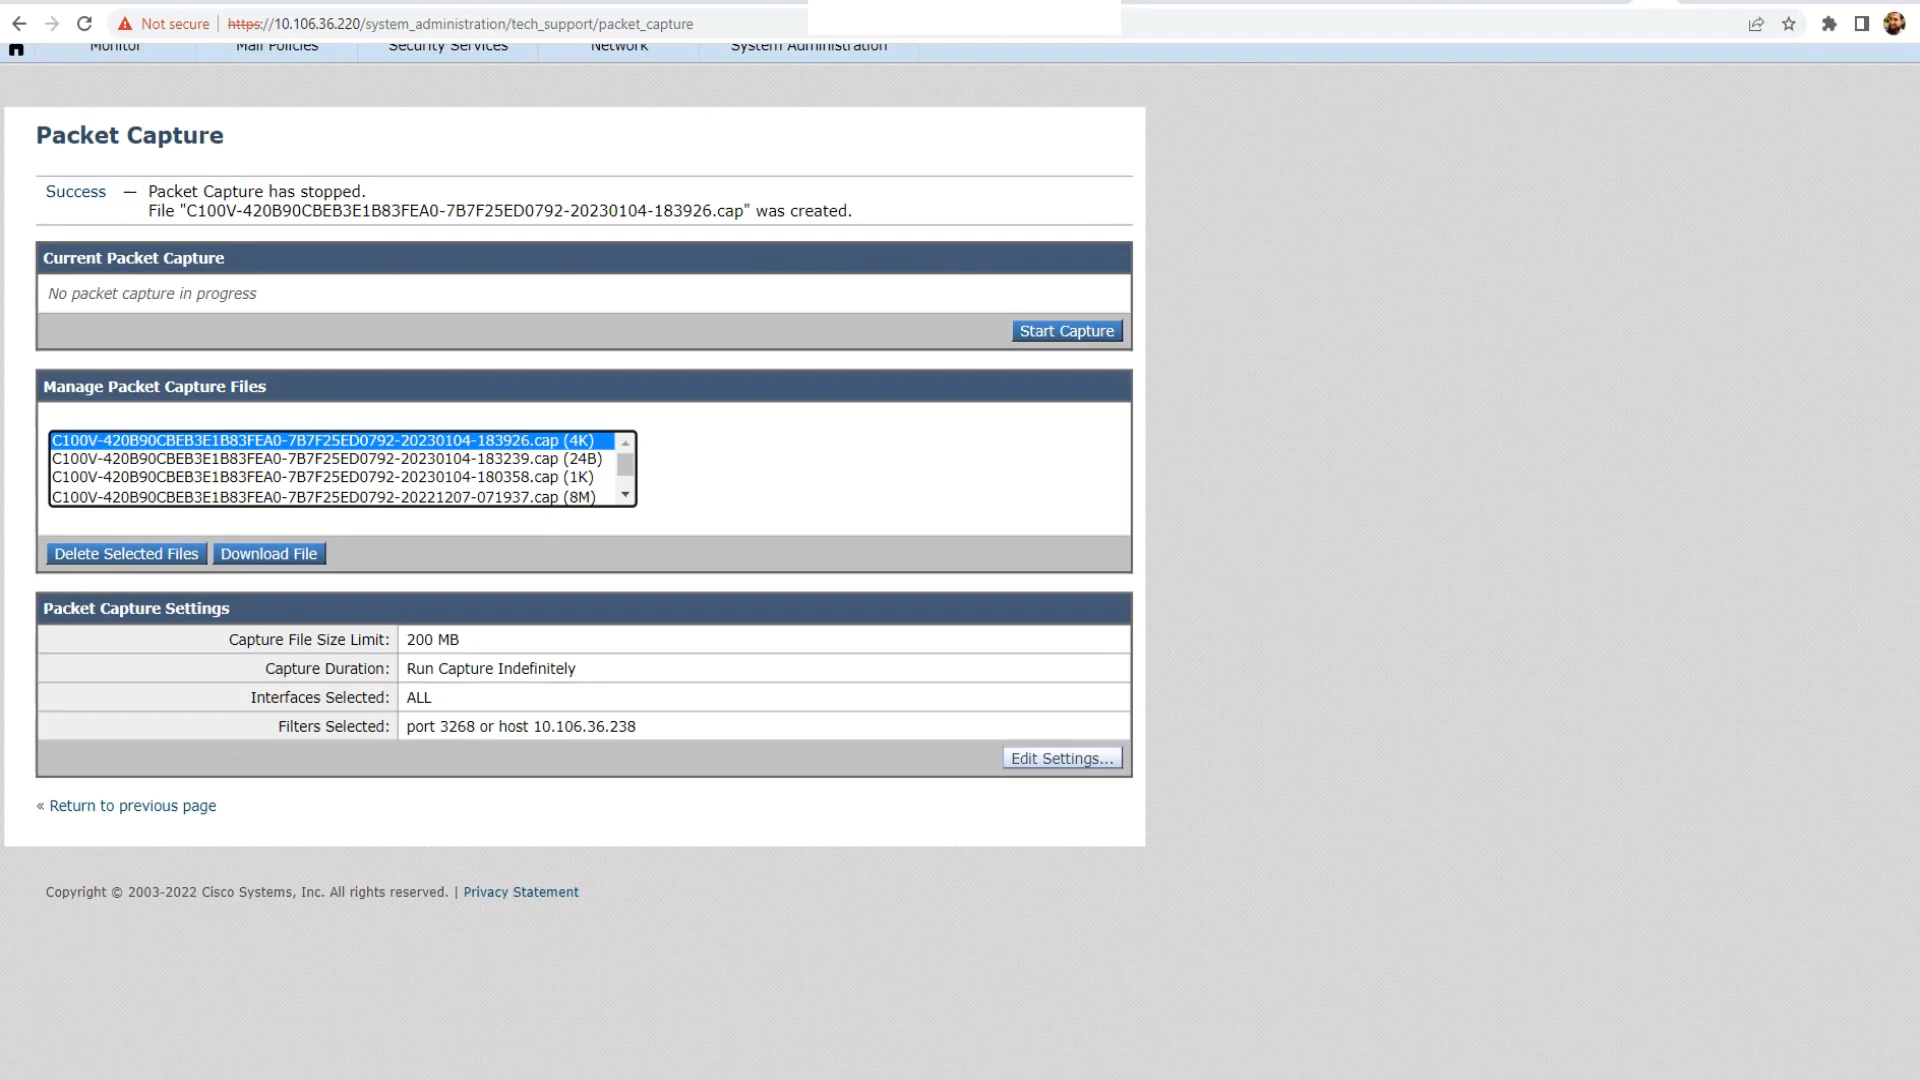 Not secure | https://10.106.36.220/system_administration/tech_support/packet_capture
Monitor Mail Policies Security Services Network System Administration
Packet Capture
Success — Packet Capture has stopped.
File "C100V-420B90CBEB3E1B83FEA0-7B7F25ED0792-20230104-183926.cap" was created.
Current Packet Capture
No packet capture in progress
Start Capture
Manage Packet Capture Files
C100V-420B90CBEB3E1B83FEA0-7B7F25ED0792-20230104-183926.cap (4K)
C100V-420B90CBEB3E1B83FEA0-7B7F25ED0792-20230104-183239.cap (24B)
C100V-420B90CBEB3E1B83FEA0-7B7F25ED0792-20230104-180358.cap (1K)
C100V-420B90CBEB3E1B83FEA0-7B7F25ED0792-20221207-071937.cap (8M)
Delete Selected Files Download File
Packet Capture Settings
Capture File Size Limit: 200 MB
Capture Duration: Run Capture Indefinitely
Interfaces Selected: ALL
Filters Selected: port 3268 or host 10.106.36.238
Edit Settings...
« Return to previous page
Copyright © 2003-2022 Cisco Systems, Inc. All rights reserved. | Privacy Statement